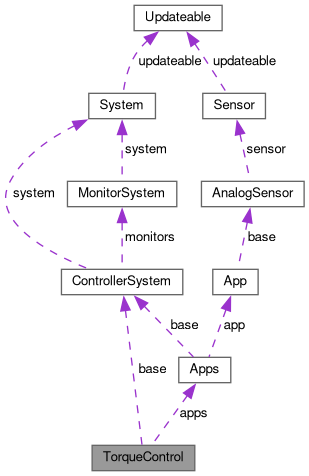 Updateable
updateable
updateable
System
Sensor
system
sensor
system
MonitorSystem
AnalogSensor
monitors
base
ControllerSystem
App
base
app
base
Apps
apps
TorqueControl